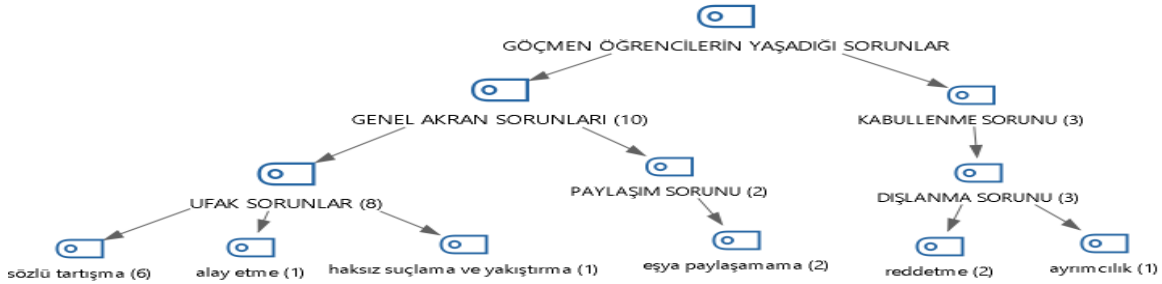 GÖÇMEN ÖĞRENCİLERİN YAŞADIĞI SORUNLAR
GENEL AKRAN SORUNLARI (10)
KABULLENME SORUNU (3)
UFAK SORUNLAR (8)
PAYLAŞIM SORUNU (2)
DIŞLANMA SORUNU (3)
sözlü tartışma (6)
alay etme (1)
haksız suçlama ve yakıştırma (1)
eşya paylaşamama (2)
reddetme (2)
ayrımcılık (1)